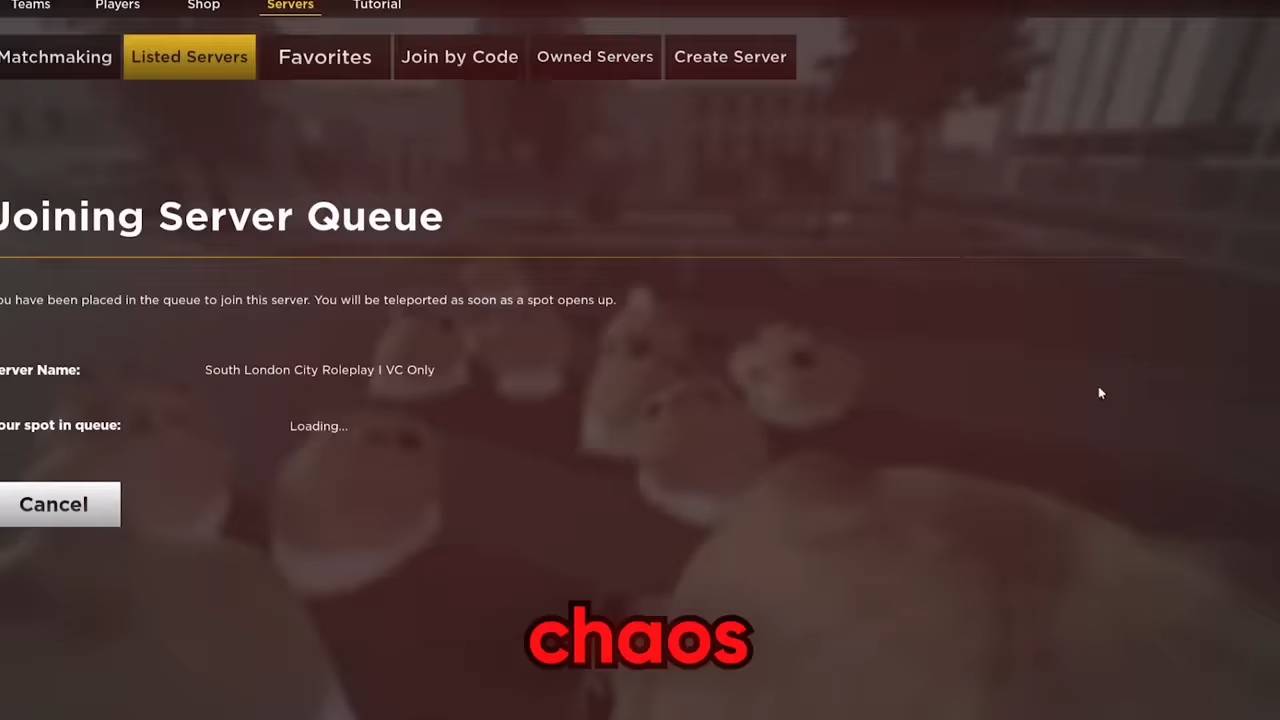 Teams Players Shop Servers Tutorial
Matchmaking Listed Servers Favorites Join by Code Owned Servers Create Server
Joining Server Queue
ou have been placed in the queue to join this server. You will be teleported as soon as a spot opens up.
erver Name: South London City Roleplay I VC Only
our spot in queue: Loading...
Cancel
chaos